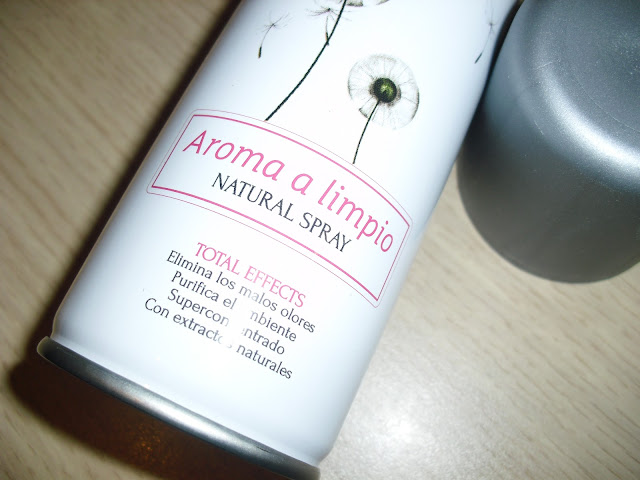 Aroma a limpio
NATURAL SPRAY
TOTAL EFFECTS
Elimina los malos olores
Purifica el ambiente
Superconcentrado
Con extractos naturales